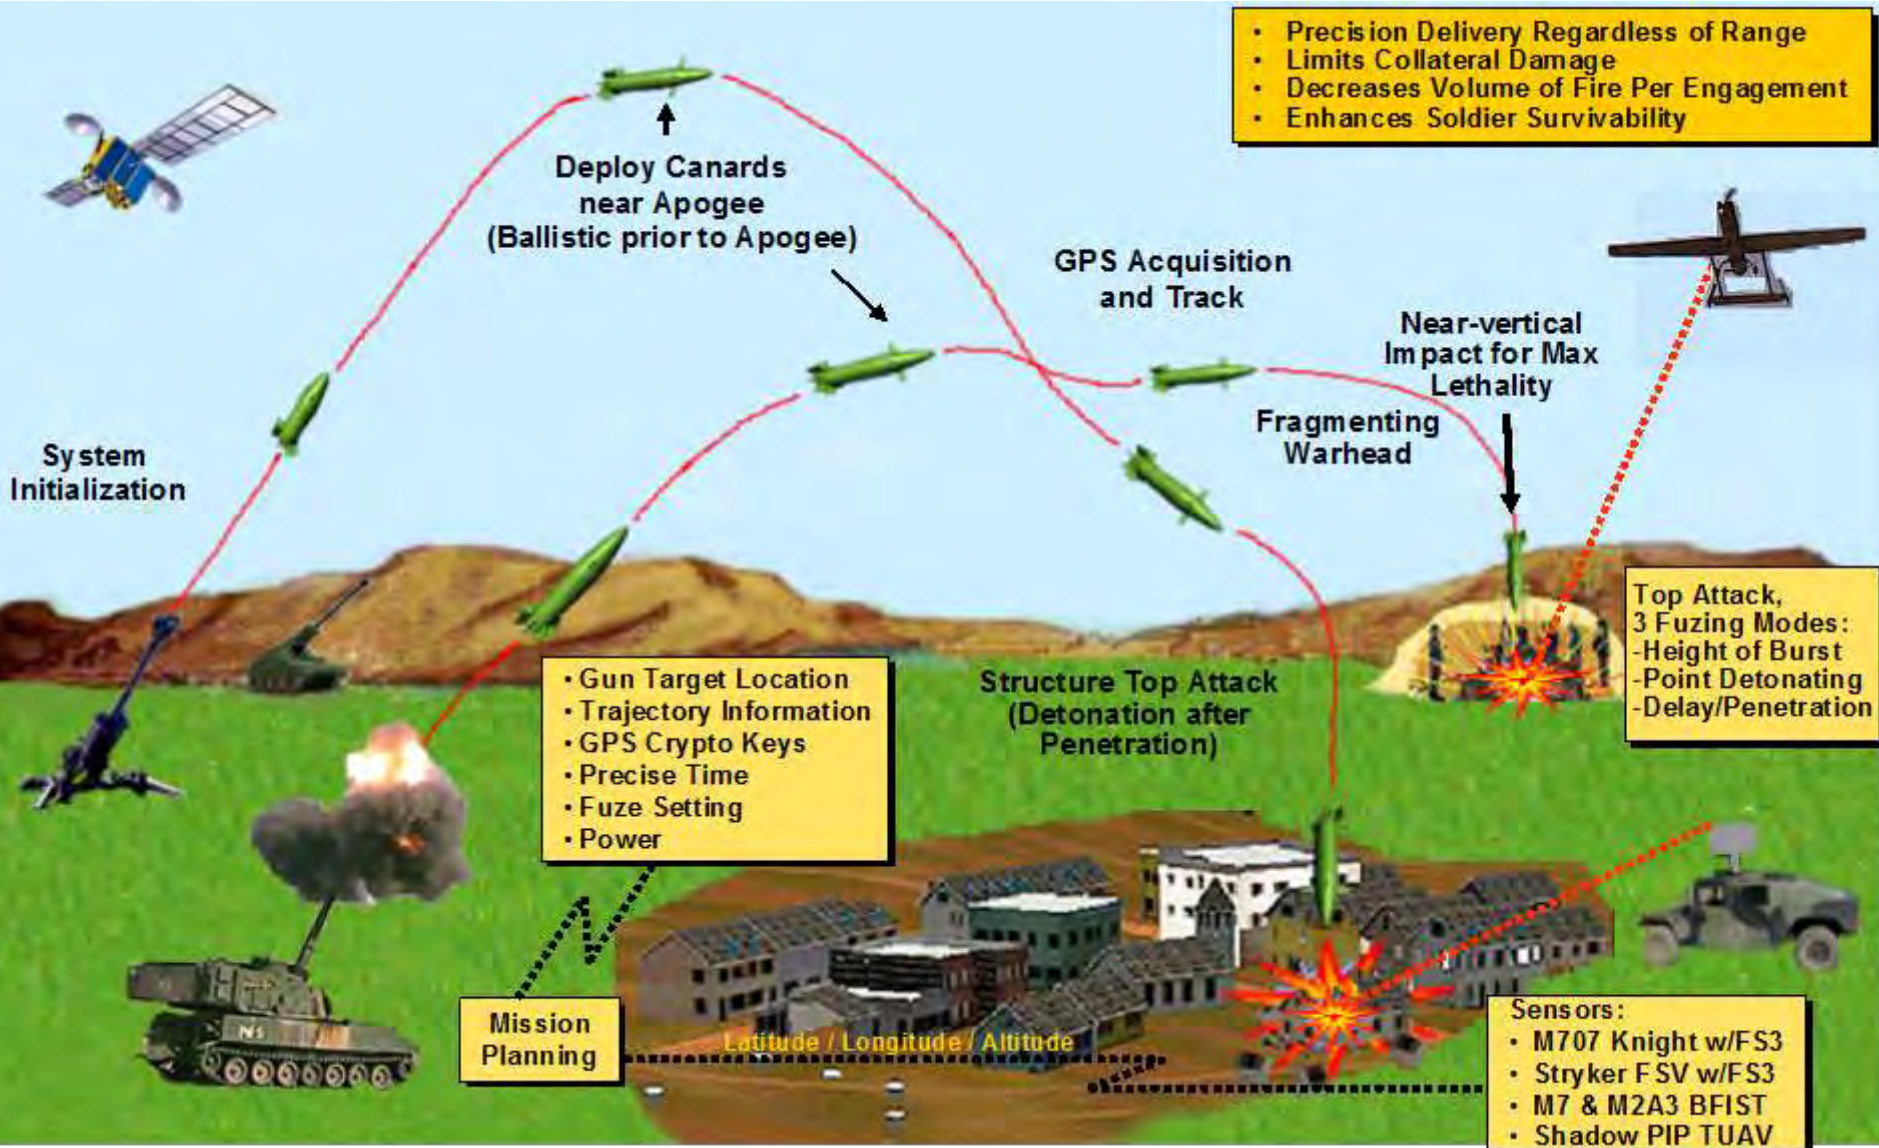 • Precision Delivery Regardless of Range
• Limits Collateral Damage
• Decreases Volume of Fire Per Engagement
• Enhances Soldier Survivability
Deploy Canards
near Apogee
(Ballistic prior to Apogee)
GPS Acquisition
and Track
Near-vertical
Impact for Max
Lethality
Fragmenting
Warhead
System
Initialization
Top Attack,
3 Fuzing Modes:
-Height of Burst
-Point Detonating
-Delay/Penetration
• Gun Target Location
• Trajectory Information
• GPS Crypto Keys
• Precise Time
• Fuze Setting
• Power
Structure Top Attack
(Detonation after
Penetration)
Mission
Planning
Latitude / Longitude / Altitude
Sensors:
• M707 Knight w/FS3
• Stryker FSV w/FS3
• M7 & M2A3 BFIST
• Shadow PIP TUAV